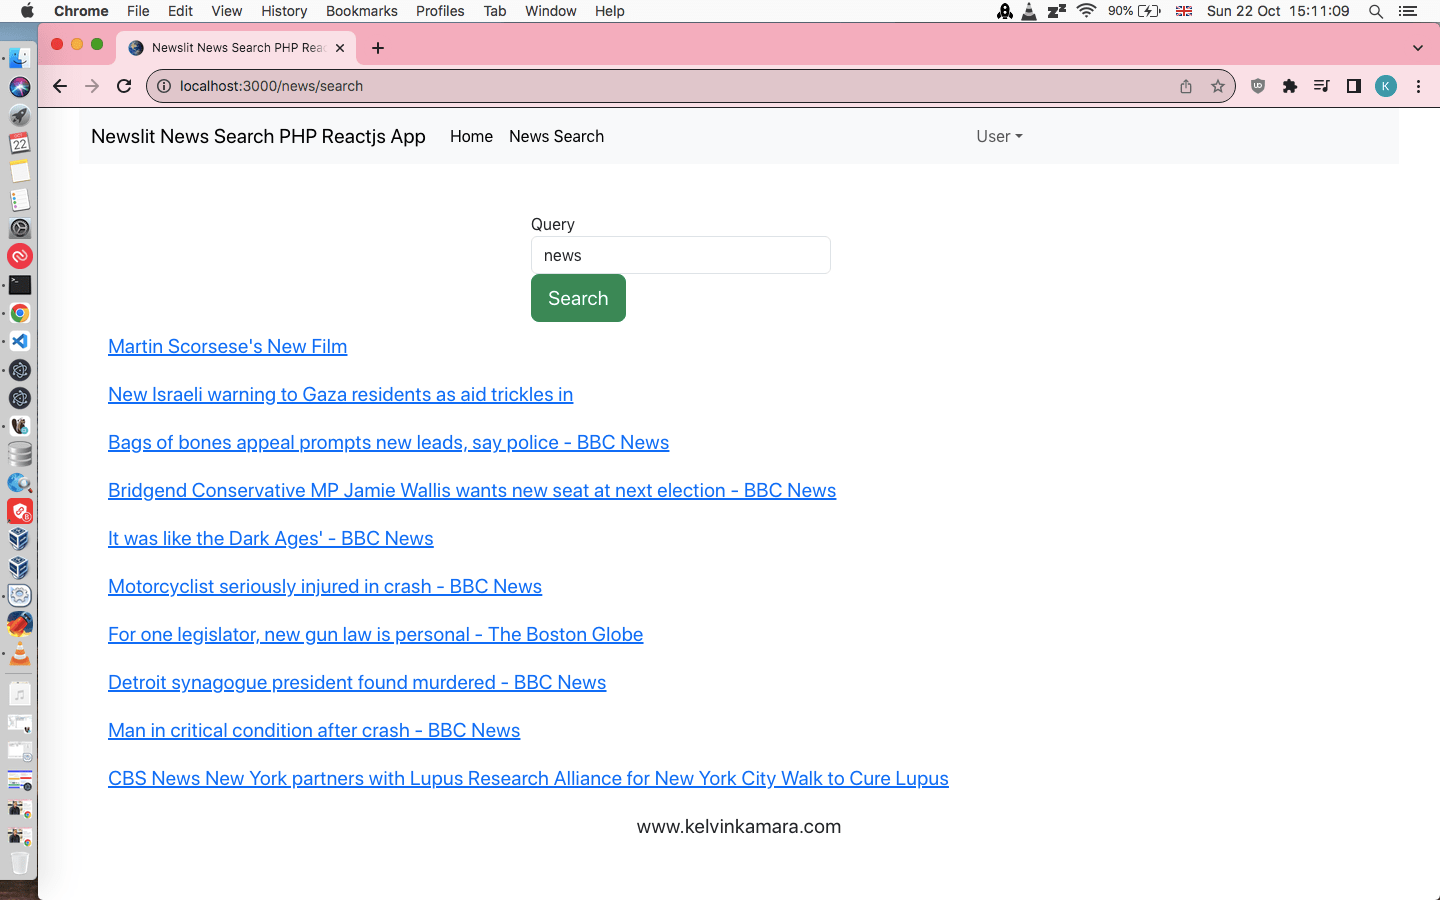 Chrome File Edit View History Bookmarks Profiles Tab Window Help 90% Sun 22 Oct 15:11:09
Newslit News Search PHP Reac
localhost:3000/news/search K
Newslit News Search PHP Reactjs App Home News Search User
Query
news
Search
Martin Scorsese's New Film
New Israeli warning to Gaza residents as aid trickles in
Bags of bones appeal prompts new leads, say police - BBC News
Bridgend Conservative MP Jamie Wallis wants new seat at next election - BBC News
It was like the Dark Ages' - BBC News
Motorcyclist seriously injured in crash - BBC News
For one legislator, new gun law is personal - The Boston Globe
Detroit synagogue president found murdered - BBC News
Man in critical condition after crash - BBC News
CBS News New York partners with Lupus Research Alliance for New York City Walk to Cure Lupus
www.kelvinkamara.com
22